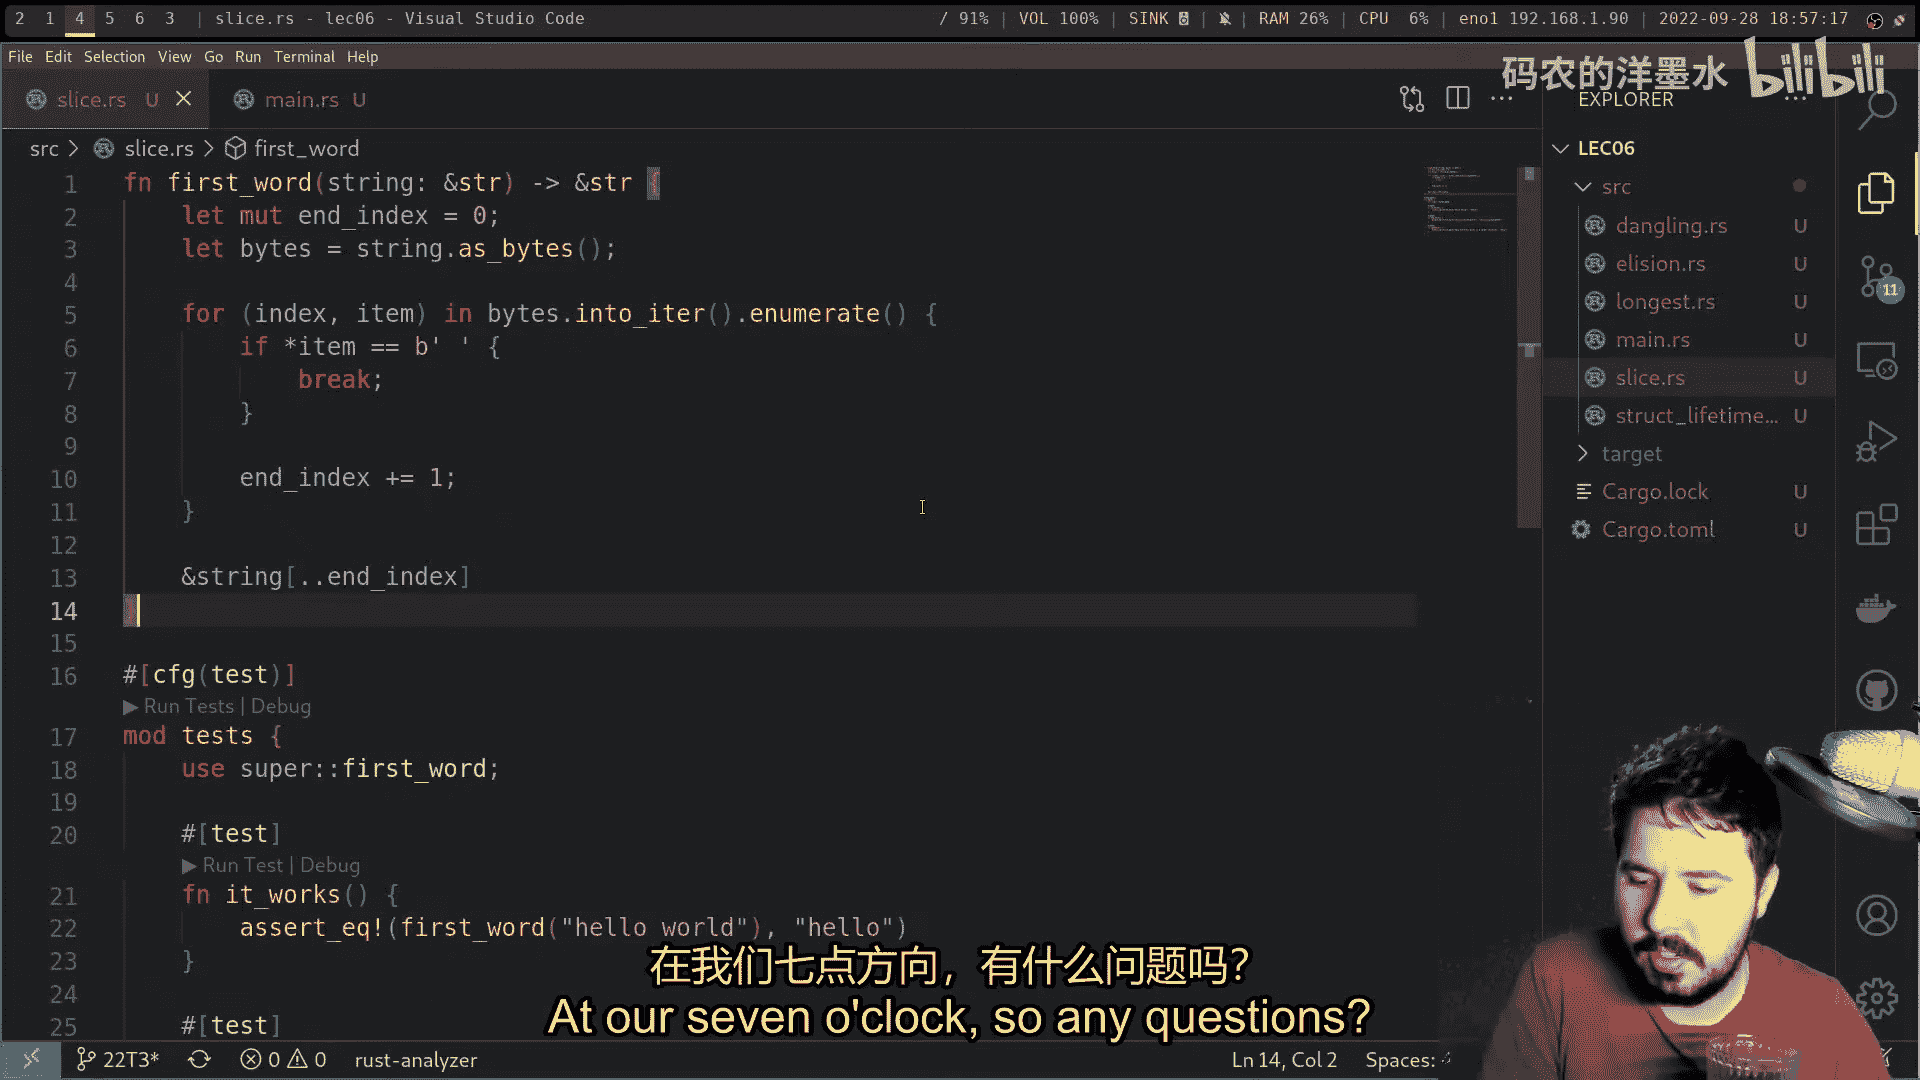 2 1 4 5 6 3 | slice.rs - lec06 - Visual Studio Code
/ 91% | VOL 100% | SINK | | RAM 26% | CPU 6% | eno1 192.168.1.90 | 2022-09-28 18:57:17
File Edit Selection View Go Run Terminal Help
码农的洋墨水 bilibili
slice.rs U main.rs U
EXPLORER
src > slice.rs > first_word
LEC06
src
dangling.rs U
elision.rs U
longest.rs U
main.rs U
slice.rs U
struct_lifetime... U
target
Cargo.lock U
Cargo.toml U
11
1 fn first_word(string: &str) -> &str {
2 let mut end_index = 0;
3 let bytes = string.as_bytes();
4
5 for (index, item) in bytes.into_iter().enumerate() {
6 if *item == b' ' {
7 break;
8 }
9
10 end_index += 1;
11 }
12
13 &string[..end_index]
14 }
15
16 #[cfg(test)]
▶ Run Tests | Debug
17 mod tests {
18 use super::first_word;
19
20 #[test]
▶ Run Test | Debug
21 fn it_works() {
22 assert_eq!(first_word("hello world"), "hello")
23 }
24
25 #[test]
在我们七点方向，有什么问题吗？
At our seven o'clock, so any questions?
22T3* 0 0 rust-analyzer
Ln 14, Col 2 Spaces: